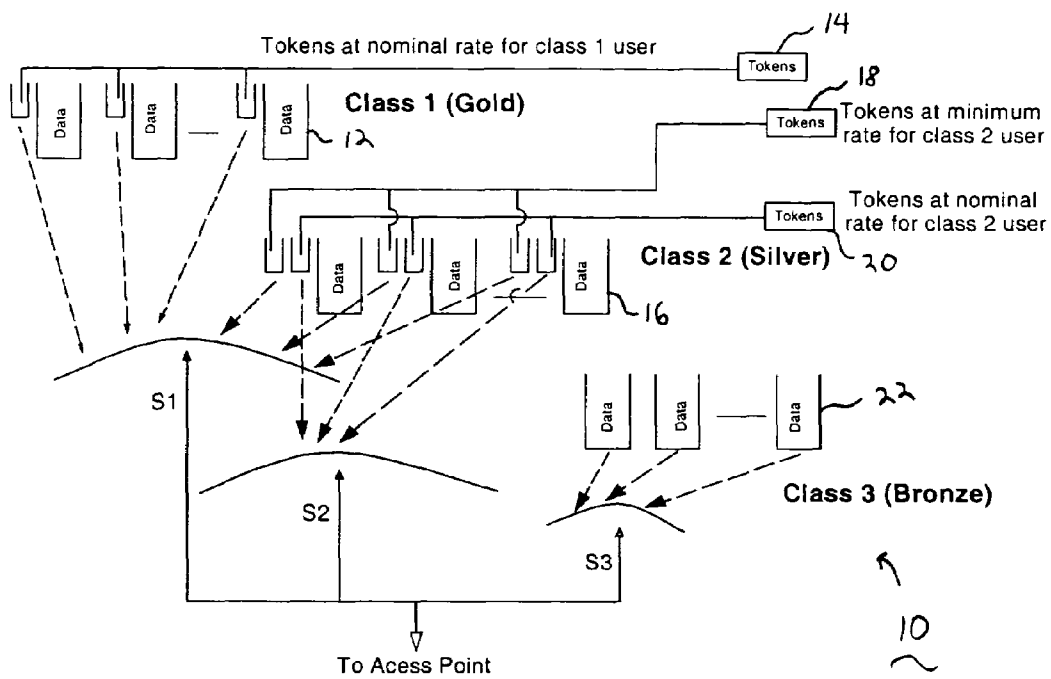 Tokens at nominal rate for class 1 user
14
Tokens
Data
Data
Data
Class 1 (Gold)
12
18
Tokens
Tokens at minimum
rate for class 2 user
Tokens
Tokens at nominal
rate for class 2 user
20
Data
Data
Data
Class 2 (Silver)
16
S1
Data
Data
Data
22
Class 3 (Bronze)
S2
S3
To Acess Point
10